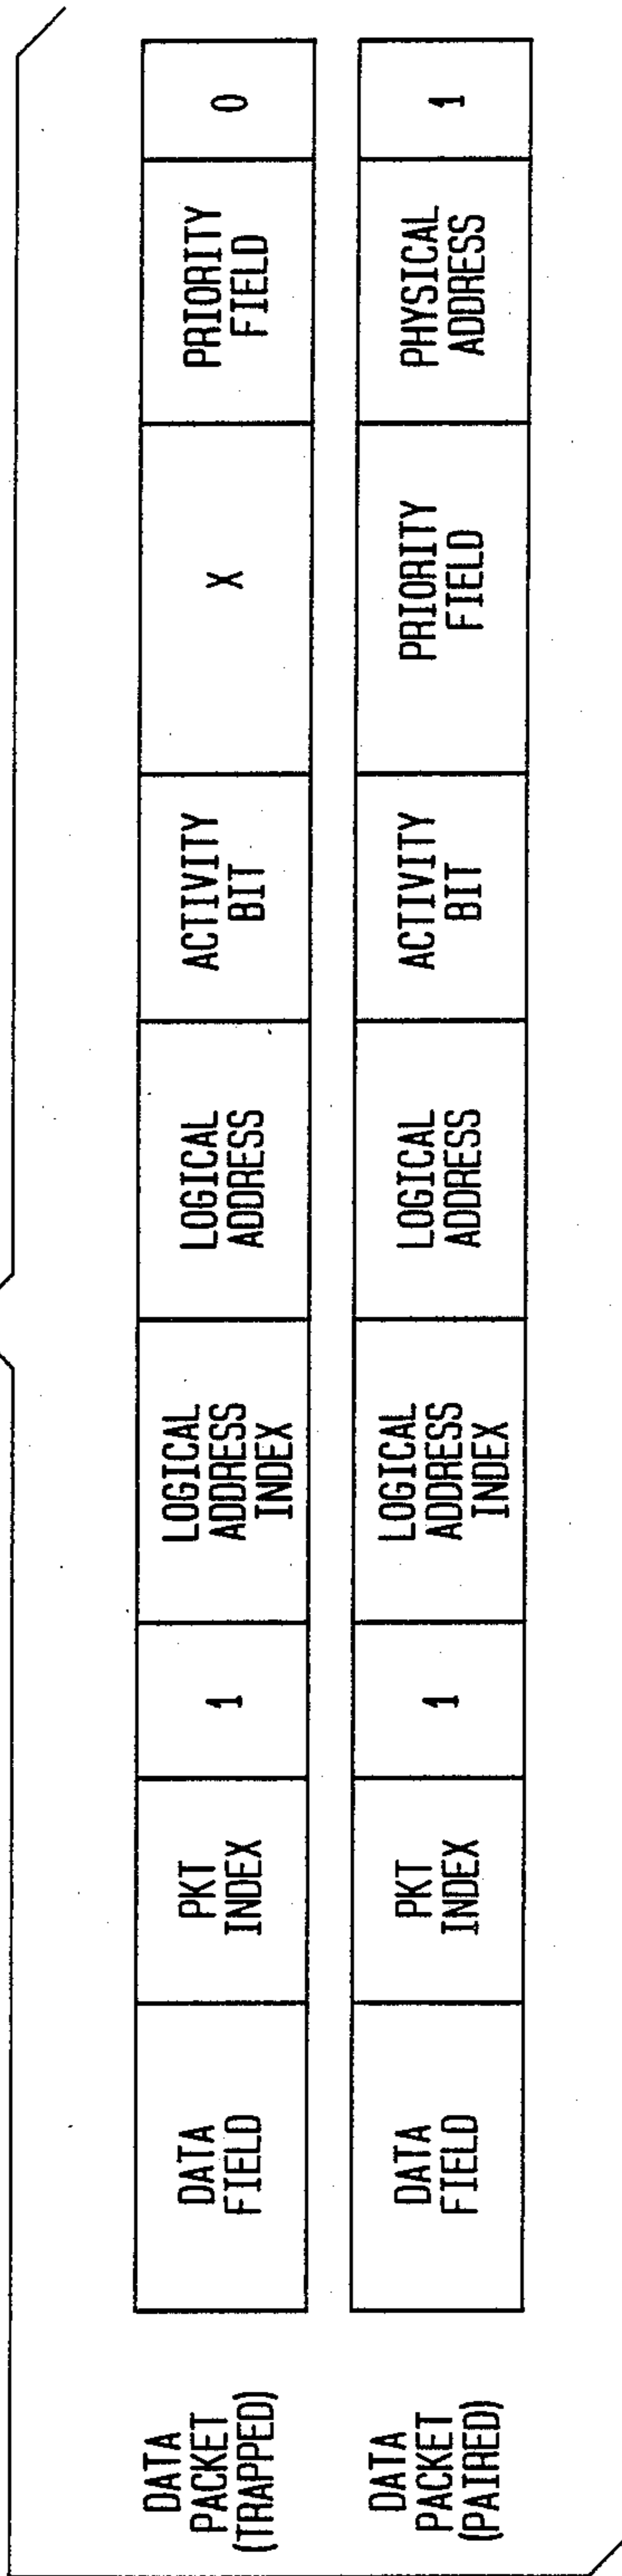 DATA
PACKET
(TRAPPED)
DATA
FIELD
PKT
INDEX
1
LOGICAL
ADDRESS
INDEX
LOGICAL
ADDRESS
ACTIVITY
BIT
X
PRIORITY
FIELD
0
DATA
PACKET
(PAIRED)
DATA
FIELD
PKT
INDEX
1
LOGICAL
ADDRESS
INDEX
LOGICAL
ADDRESS
ACTIVITY
BIT
PRIORITY
FIELD
PHYSICAL
ADDRESS
1